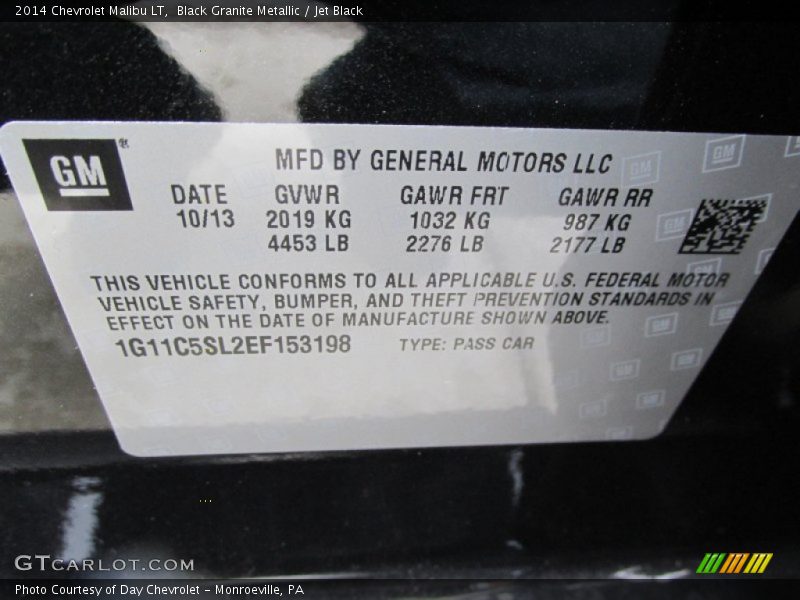 2014 Chevrolet Malibu LT, Black Granite Metallic / Jet Black
GM
MFD BY GENERAL MOTORS LLC
DATE GVWR GAWR FRT GAWR RR
10/13 2019 KG 1032 KG 987 KG
4453 LB 2276 LB 2177 LB
THIS VEHICLE CONFORMS TO ALL APPLICABLE U.S. FEDERAL MOTOR
VEHICLE SAFETY, BUMPER, AND THEFT PREVENTION STANDARDS IN
EFFECT ON THE DATE OF MANUFACTURE SHOWN ABOVE.
1G11C5SL2EF153198 TYPE: PASS CAR
GTCarLot.com
Photo Courtesy of Day Chevrolet – Monroeville, PA